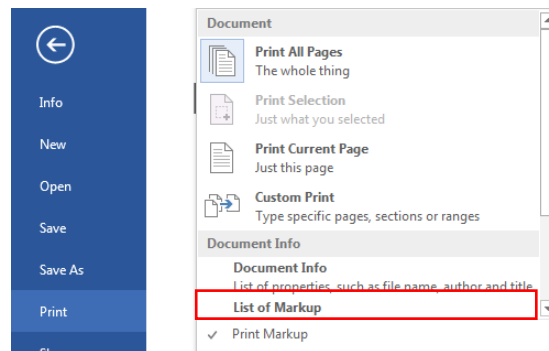 Info
New
Open
Save
Save As
Print
Document
Print All Pages
The whole thing
Print Selection
Just what you selected
Print Current Page
Just this page
Custom Print
Type specific pages, sections or ranges
Document Info
Document Info
List of properties, such as file name, author and title
List of Markup
Print Markup